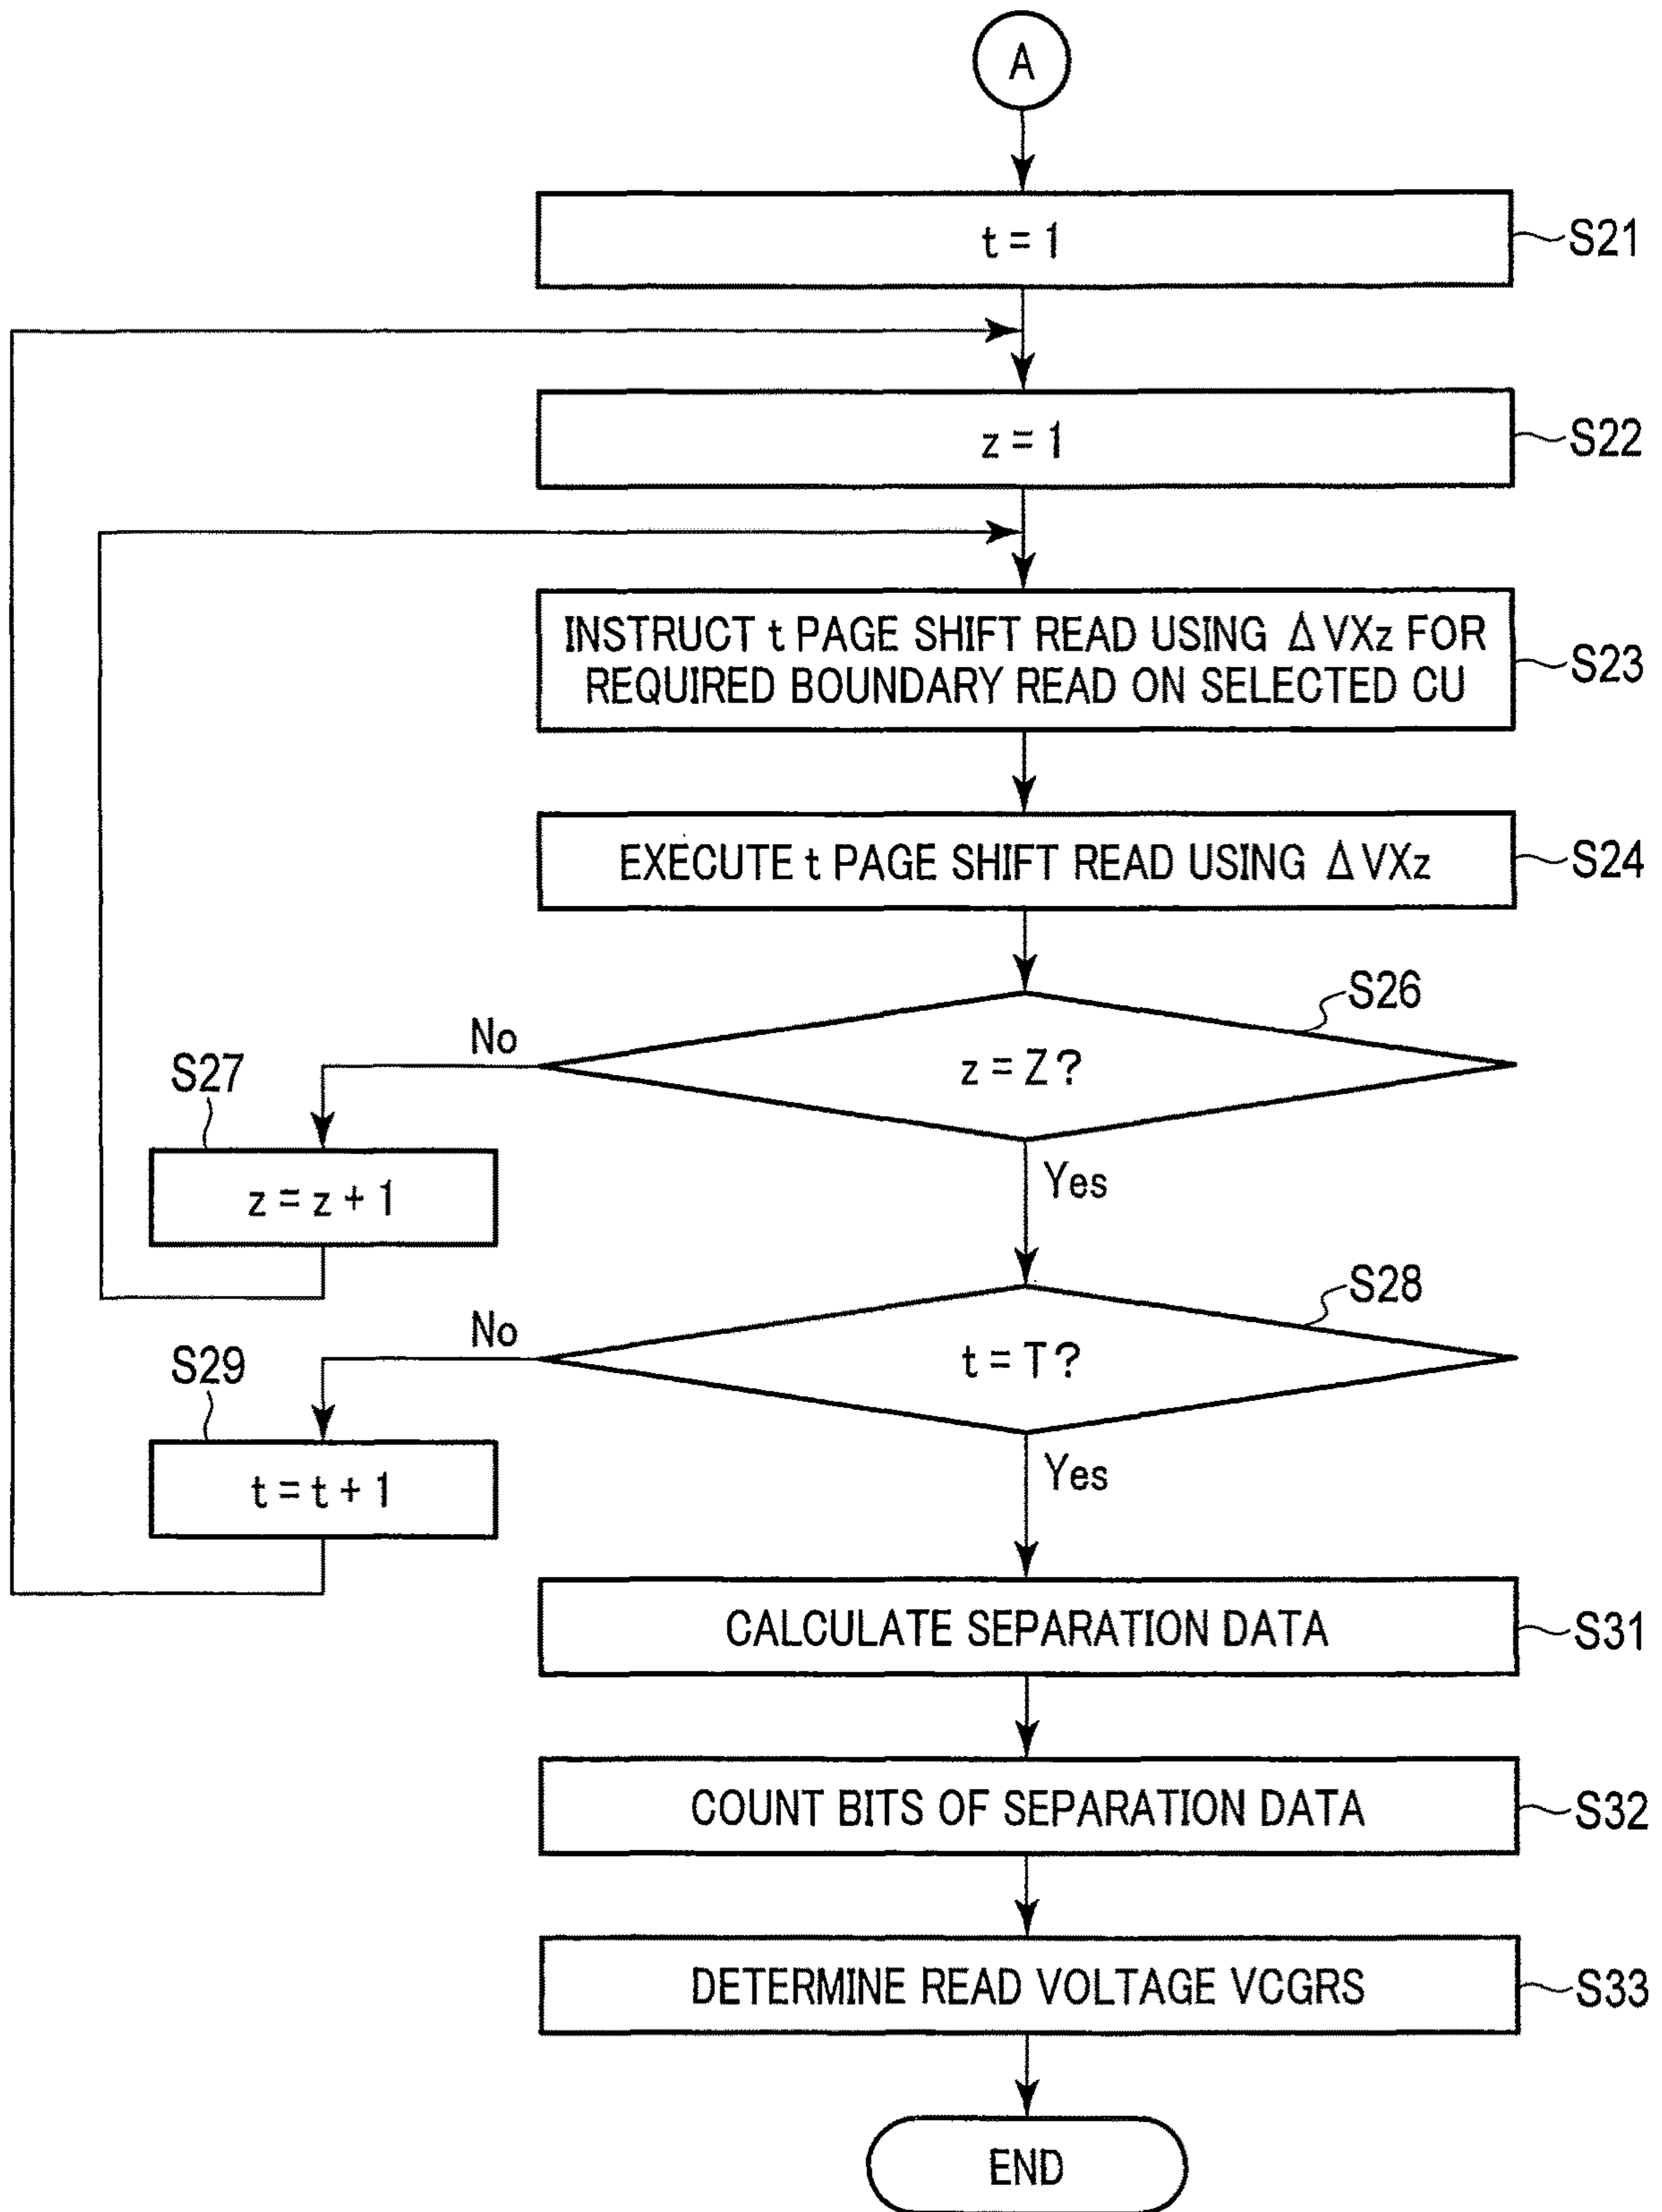 A
t = 1
S21
z = 1
S22
INSTRUCT t PAGE SHIFT READ USING ΔVXz FOR
REQUIRED BOUNDARY READ ON SELECTED CU
S23
EXECUTE t PAGE SHIFT READ USING ΔVXz
S24
S26
No
z = Z?
S27
z = z + 1
Yes
S28
No
t = T?
S29
t = t + 1
Yes
CALCULATE SEPARATION DATA
S31
COUNT BITS OF SEPARATION DATA
S32
DETERMINE READ VOLTAGE VCGRS
S33
END